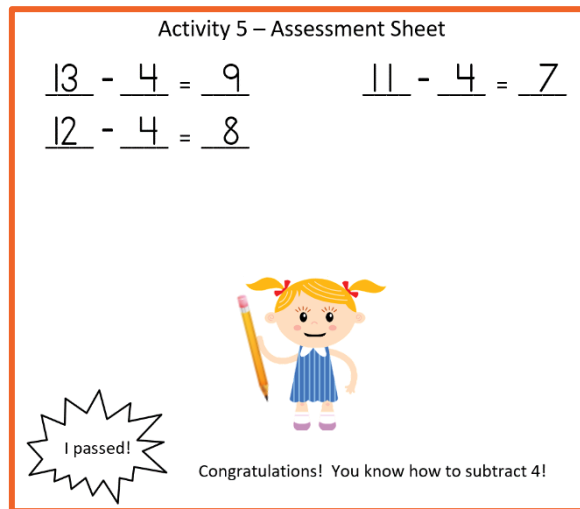 Activity 5 – Assessment Sheet
13 - 4 = 9 11 - 4 = 7
12 - 4 = 8
I passed!
Congratulations! You know how to subtract 4!